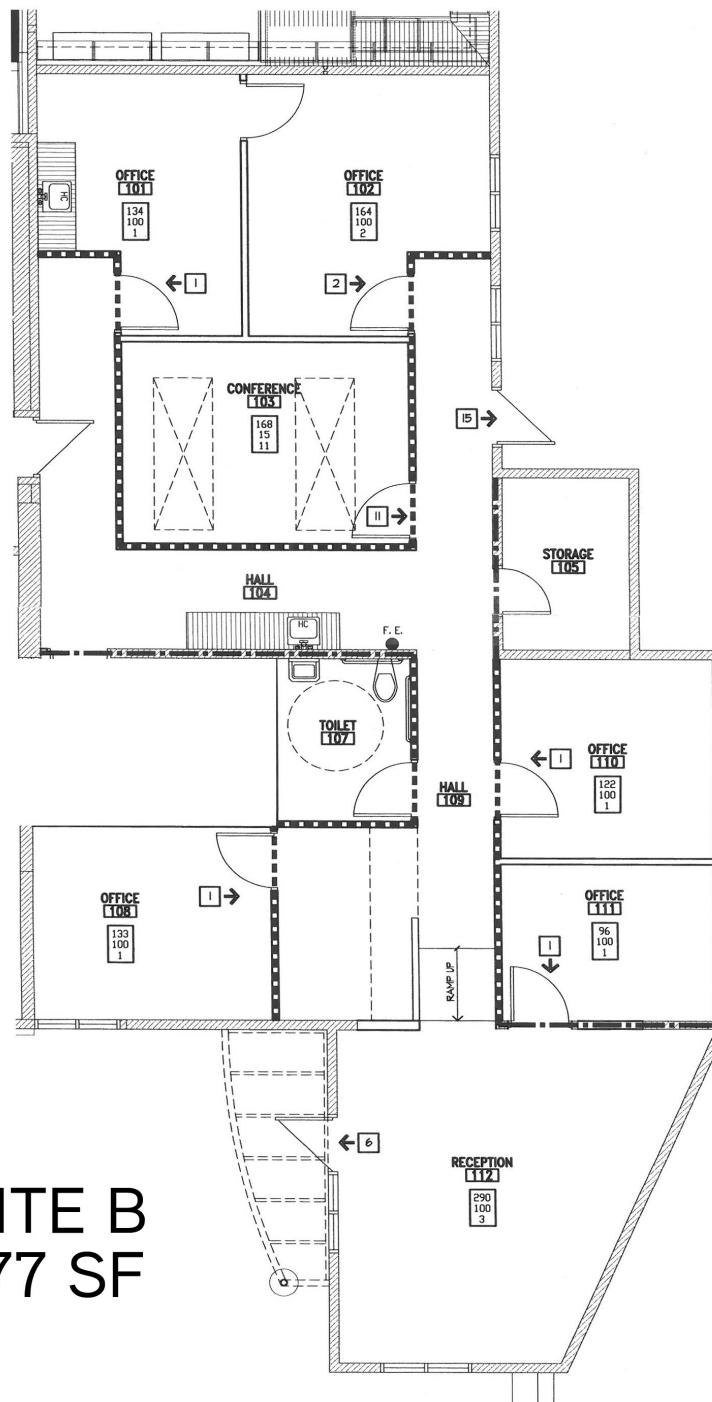 OFFICE
101
134
100
1
HC
OFFICE
102
164
100
2
1
2
CONFERENCE
103
168
15
11
15
11
STORAGE
105
HALL
104
HC
F. E.
TOILET
107
1
OFFICE
110
122
100
1
HALL
109
OFFICE
108
133
100
1
1
OFFICE
111
96
100
1
1
RAMP UP
6
RECEPTION
112
290
100
3
ITE B
77 SF